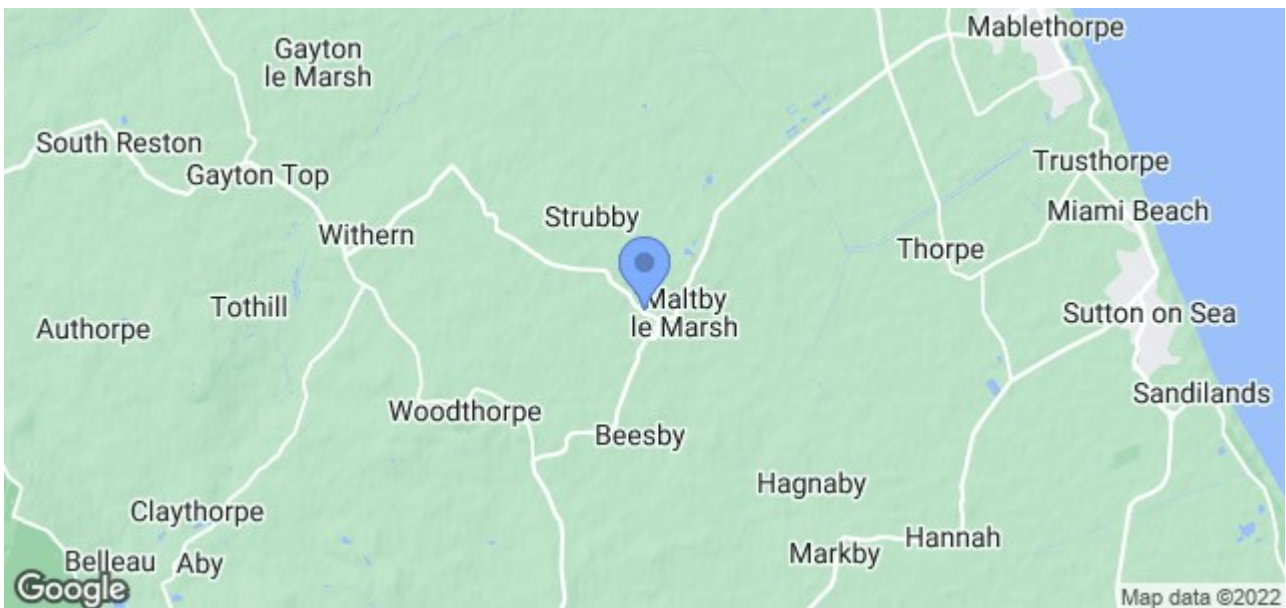 Mablethorpe
Gayton
le Marsh
South Reston
Gayton Top
Trusthorpe
Strubby
Miami Beach
Withern
Thorpe
Maltby
le Marsh
Tothill
Authorpe
Sutton on Sea
Sandilands
Woodthorpe
Beesby
Hagnaby
Claythorpe
Hannah
Markby
Belleau
Aby
Google
Map data ©2022